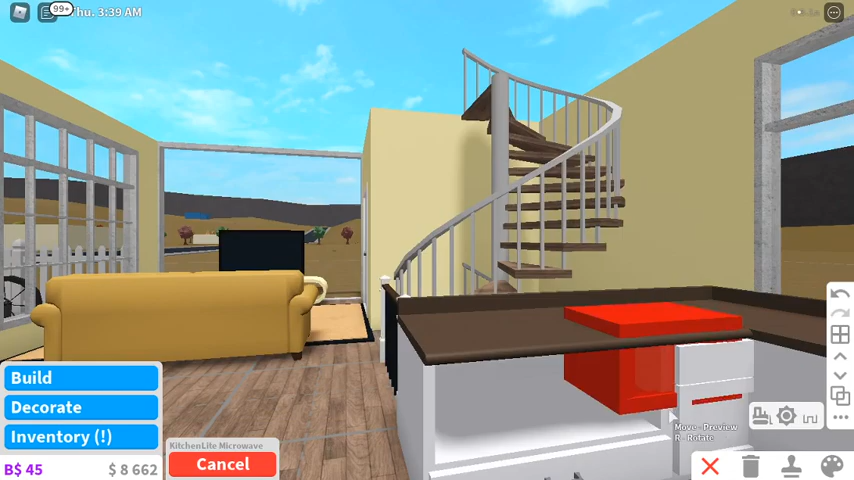 99+
Thu. 3:39 AM
Build
Decorate
Inventory (!)
B$ 45
$ 8 662
KitchenLite Microwave
Cancel
Move - Preview
R - Rotate